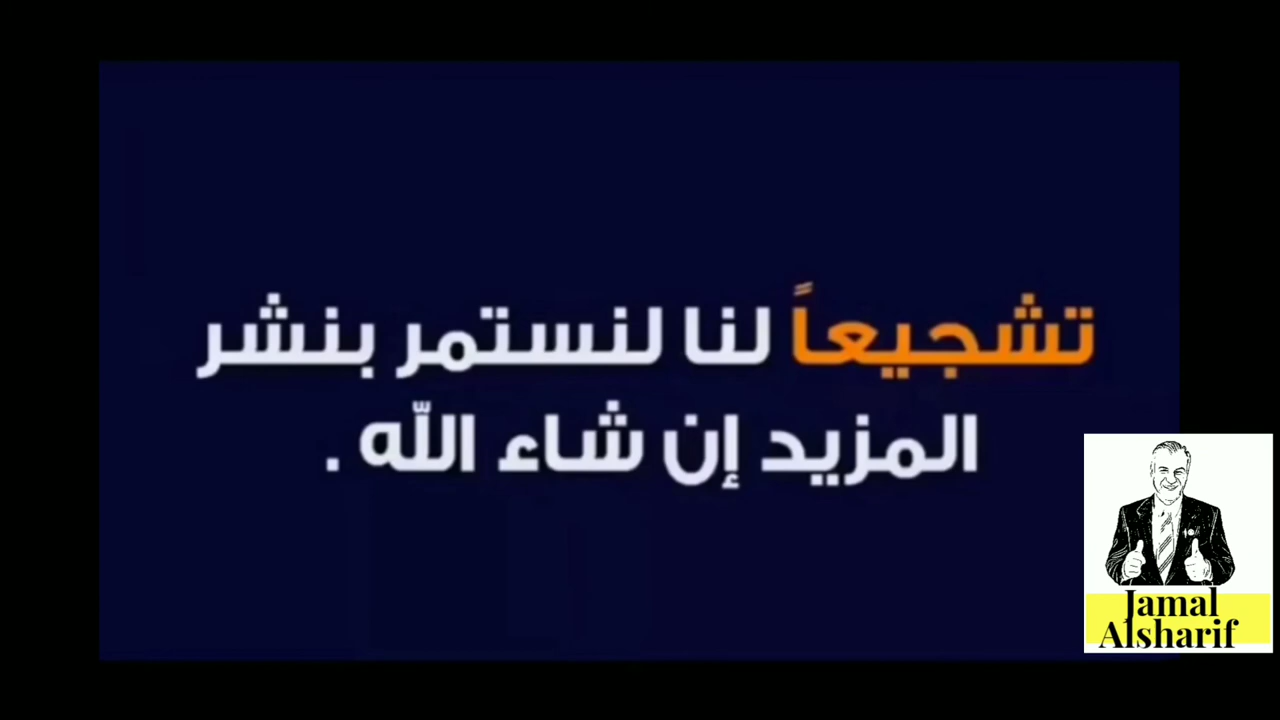 تشجيعاً لنا لنستمر بنشر
المزيد إن شاء الله .
Jamal
Alsharif